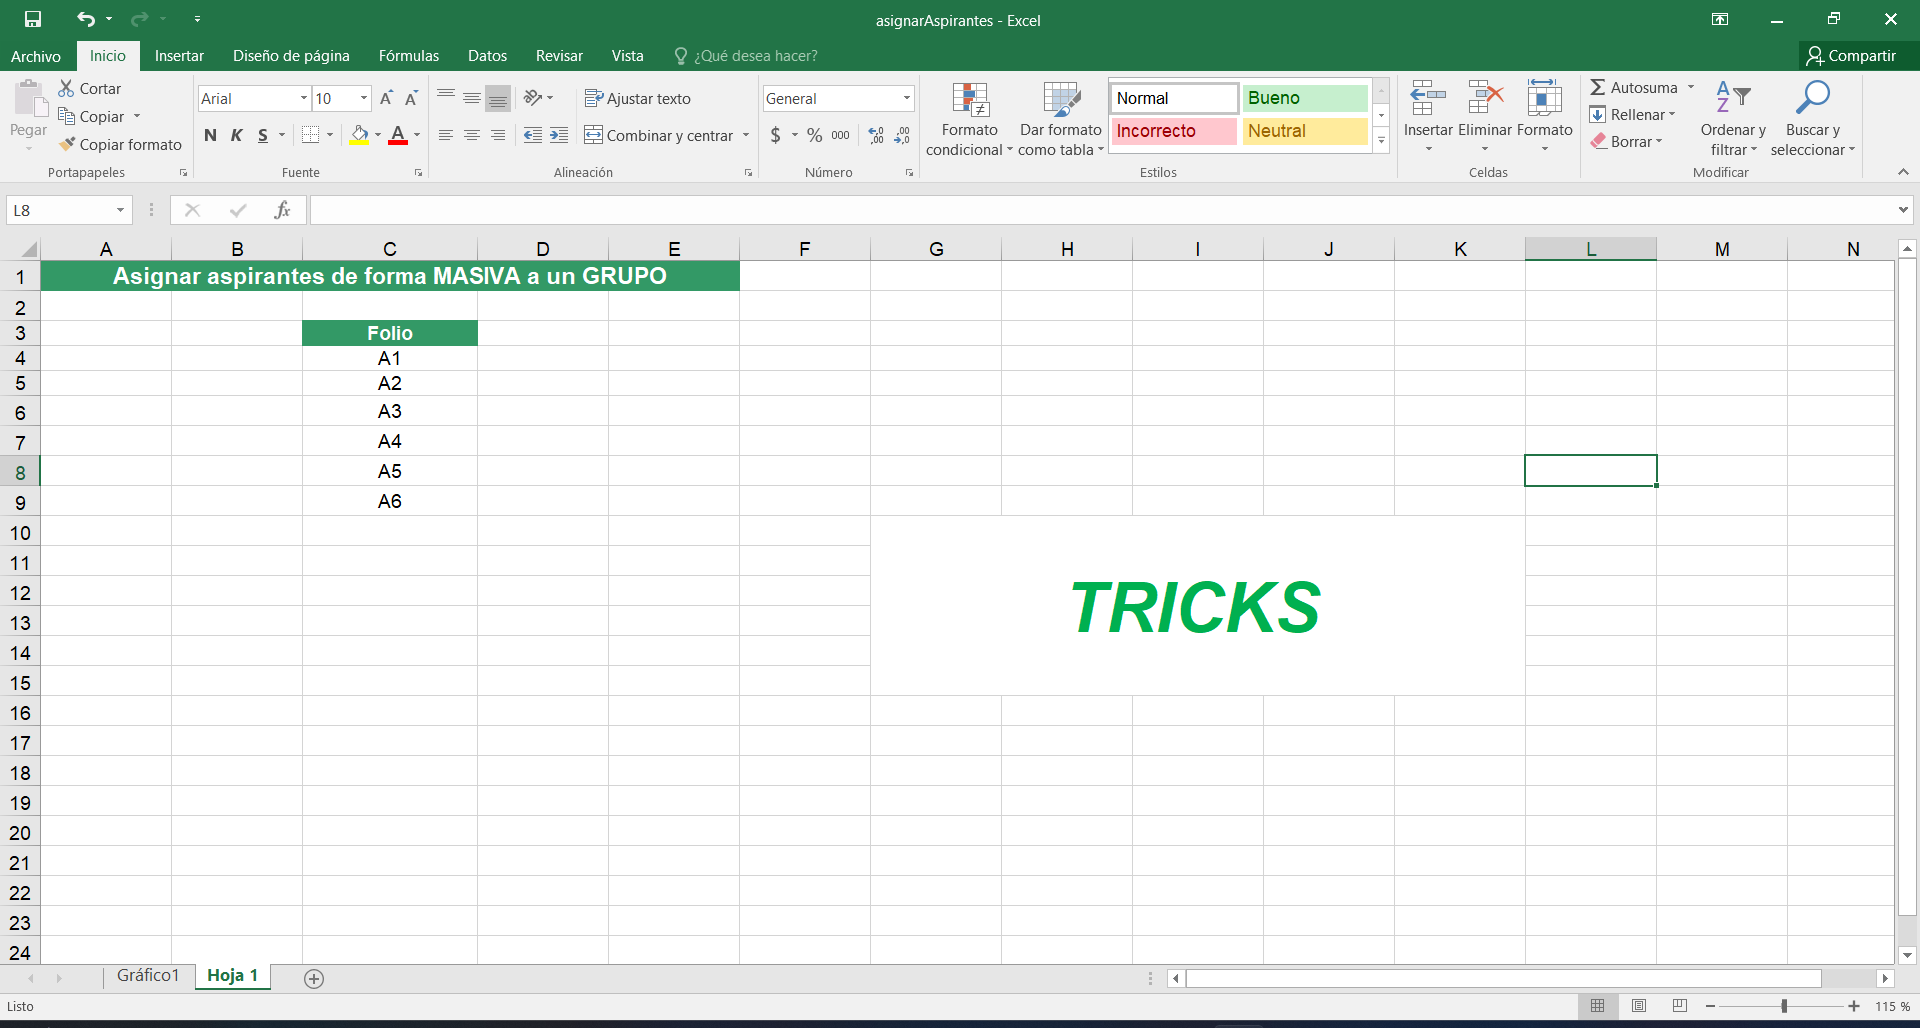 asignarAspirantes - Excel
Archivo Inicio Insertar Diseño de página Fórmulas Datos Revisar Vista ¿Qué desea hacer? Compartir
Pegar
Cortar
Copiar
Copiar formato
Portapapeles
Arial 10
N K S
Fuente
Ajustar texto
Combinar y centrar
Alineación
General
$ % 000
Número
Formato condicional
Dar formato como tabla
Normal Bueno
Incorrecto Neutral
Estilos
Insertar Eliminar Formato
Celdas
Autosuma
Rellenar
Borrar
Ordenar y filtrar
Buscar y seleccionar
Modificar
L8 fx
A B C D E F G H I J K L M N
1 Asignar aspirantes de forma MASIVA a un GRUPO
2
3 Folio
4 A1
5 A2
6 A3
7 A4
8 A5
9 A6
10
11
12 TRICKS
13
14
15
16
17
18
19
20
21
22
23
24
Gráfico1 Hoja 1
Listo 115 %